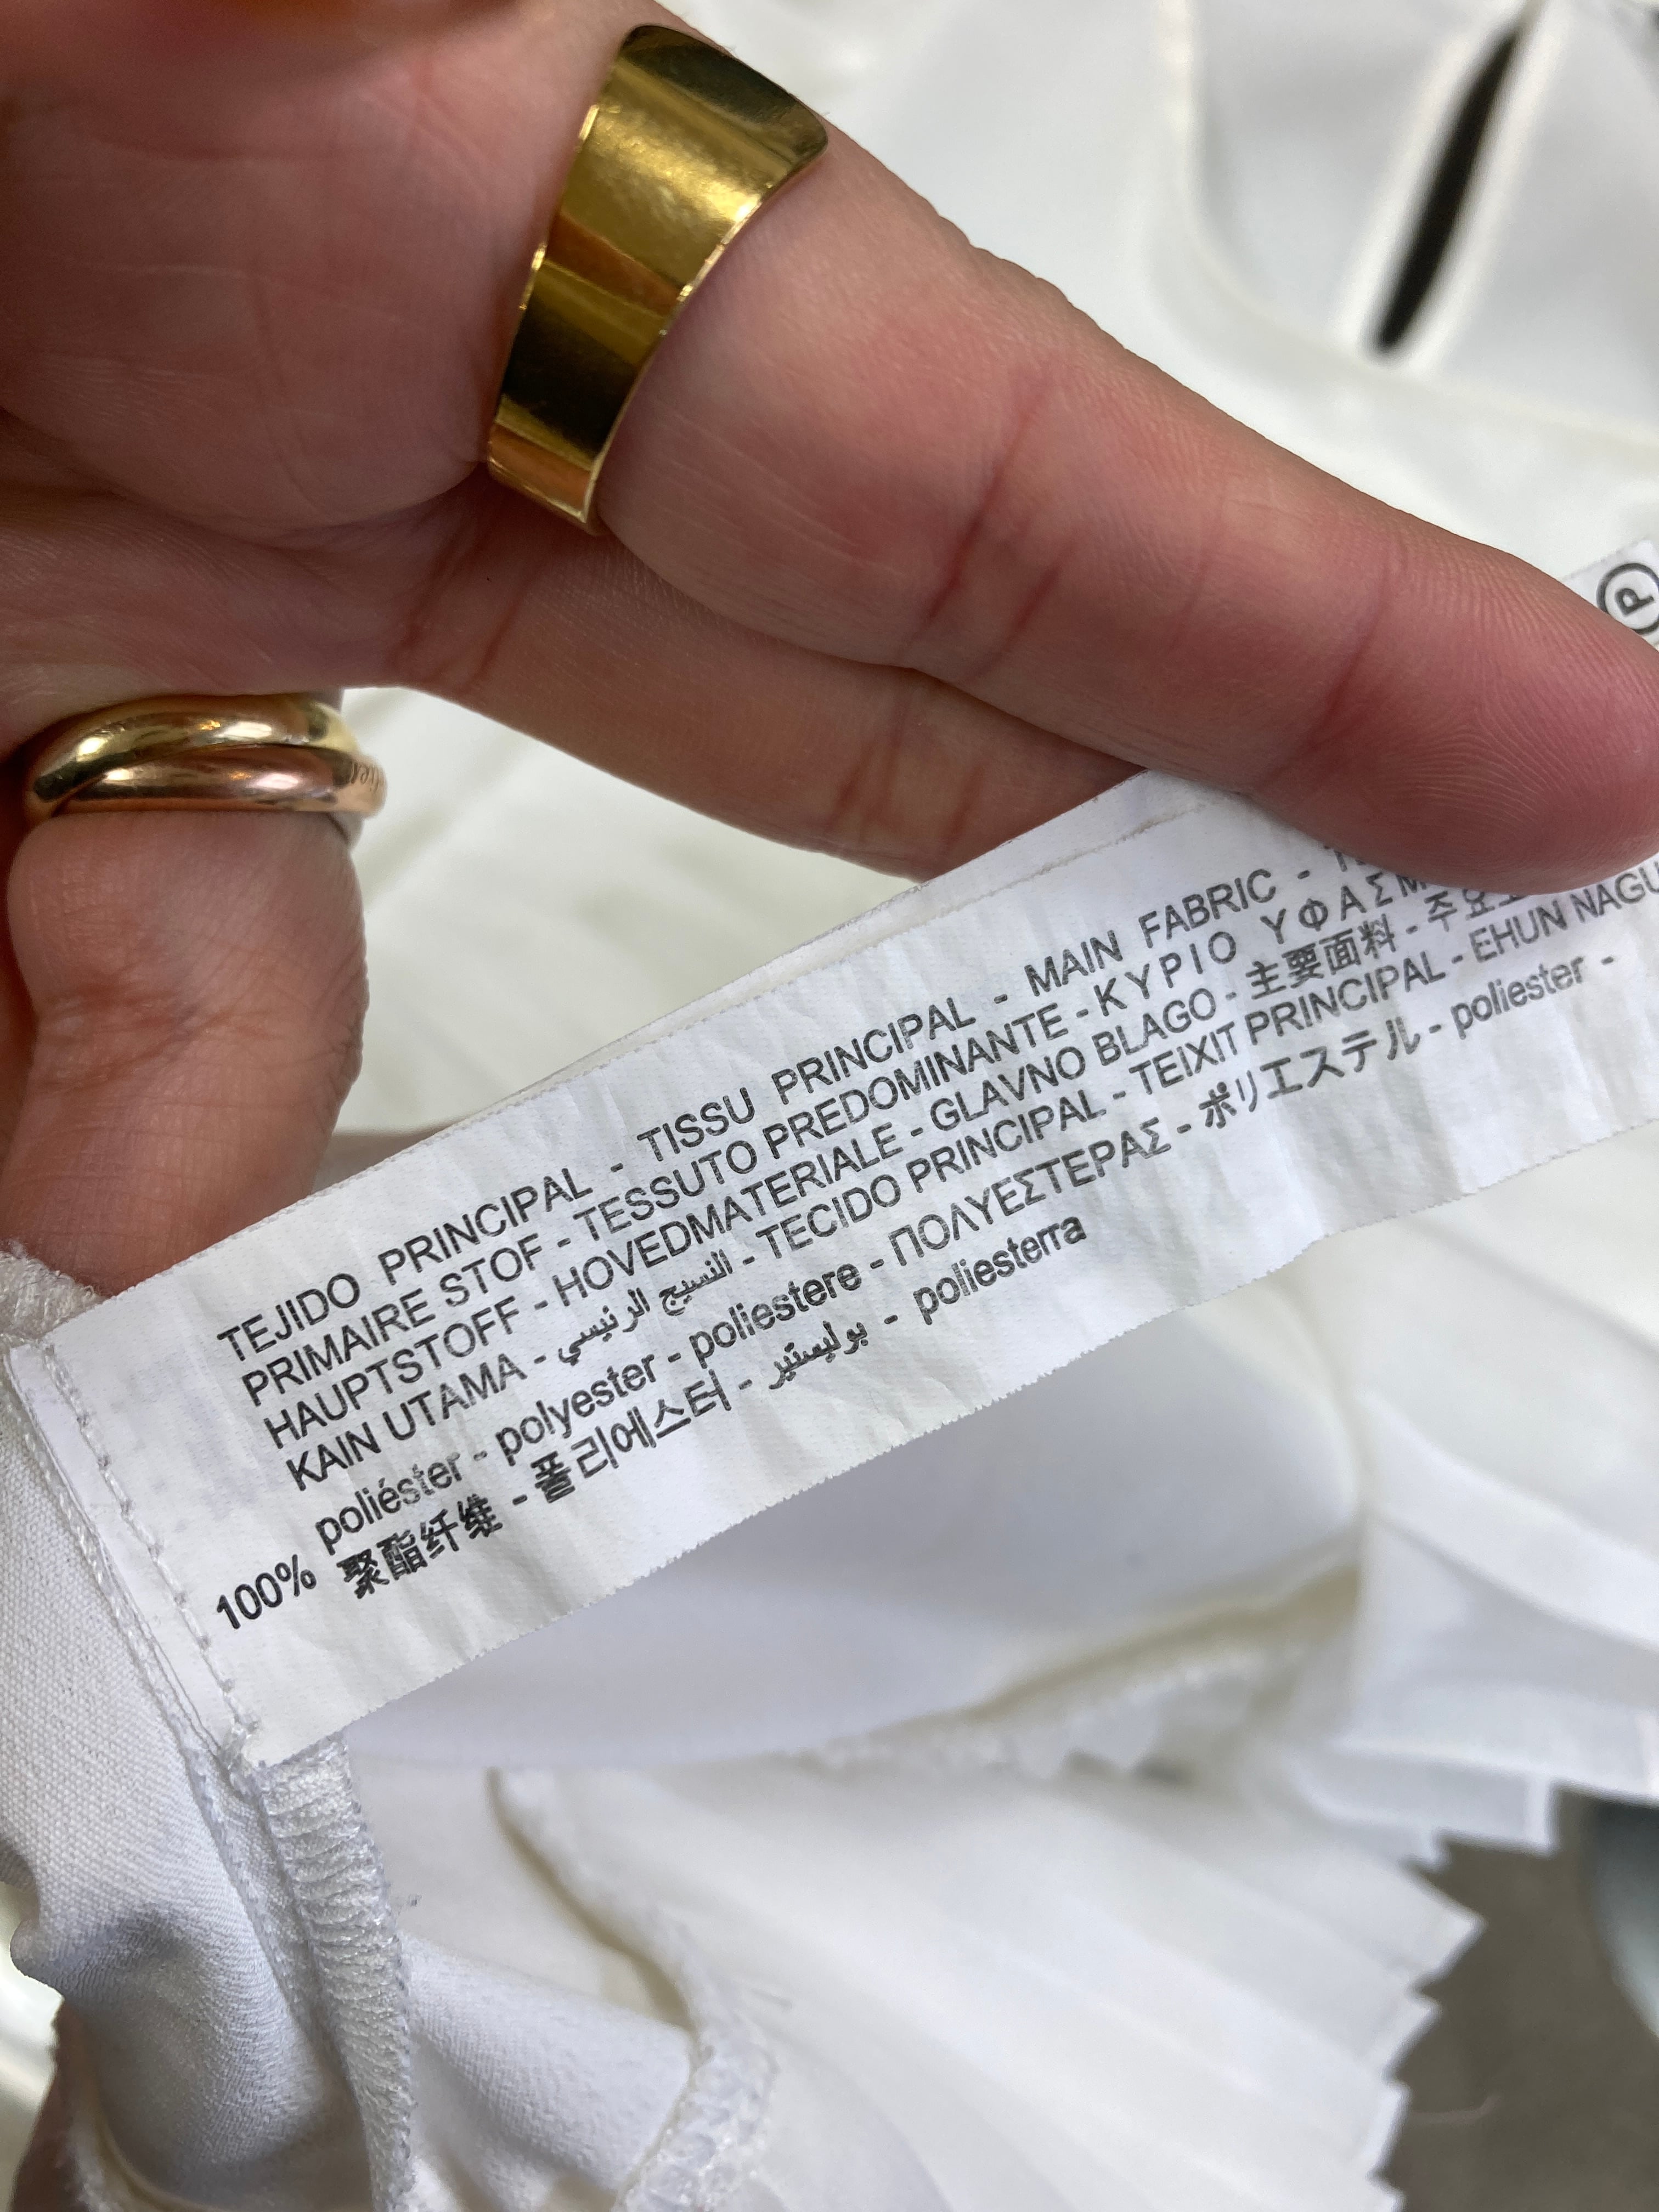 TEJIDO PRINCIPAL - TISSU PRINCIPAL - MAIN FABRIC -
PRIMAIRE STOF - TESSUTO PREDOMINANTE - ΚΥΡΙΟ
HAUPTSTOFF - HOVEDMATERIALE - GLAVNO BLAGO - 主要面料 -
KAIN UTAMA - النسيج الرئيسي - TECIDO PRINCIPAL - TEIXIT PRINCIPAL - EHUN
100% poliéster - polyester - poliestere - ΠΟΛΥΕΣΤΕΡΑΣ - ポリエステル - poliester -
聚酯纤维 - 폴리에스터 - بوليستير - poliesterra
P